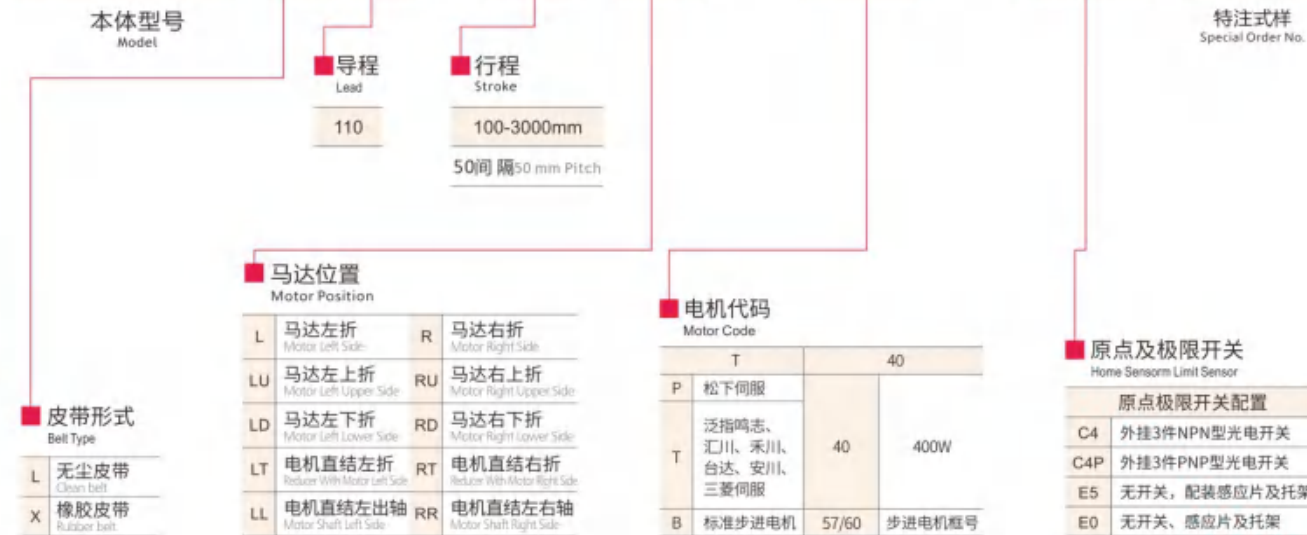 本体型号
Model
特注式样
Special Order No.
导程
Lead
110
行程
Stroke
100-3000mm
50间 隔50 mm Pitch
马达位置
Motor Position
L 马达左折 R 马达右折
Motor Left Side Motor Right Side
LU 马达左上折 RU 马达右上折
Motor Left Upper Side Motor Right Upper Side
LD 马达左下折 RD 马达右下折
Motor Left Lower Side Motor Right Lower Side
LT 电机直结左折 RT 电机直结右折
Reducer With Motor Left Side Reducer With Motor Right Side
LL 电机直结左出轴 RR 电机直结左右轴
Motor Shaft Left Side Motor Shaft Right Side
电机代码
Motor Code
T 40
P 松下伺服
T 泛指鸣志、
汇川、禾川、
台达、安川、
三菱伺服
40 400W
B 标准步进电机 57/60 步进电机框号
原点及极限开关
Home Sensorm Limit Sensor
原点极限开关配置
C4 外挂3件NPN型光电开关
C4P 外挂3件PNP型光电开关
E5 无开关，配装感应片及托架
E0 无开关、感应片及托架
皮带形式
Belt Type
L 无尘皮带
Clean belt
X 橡胶皮带
Rubber belt